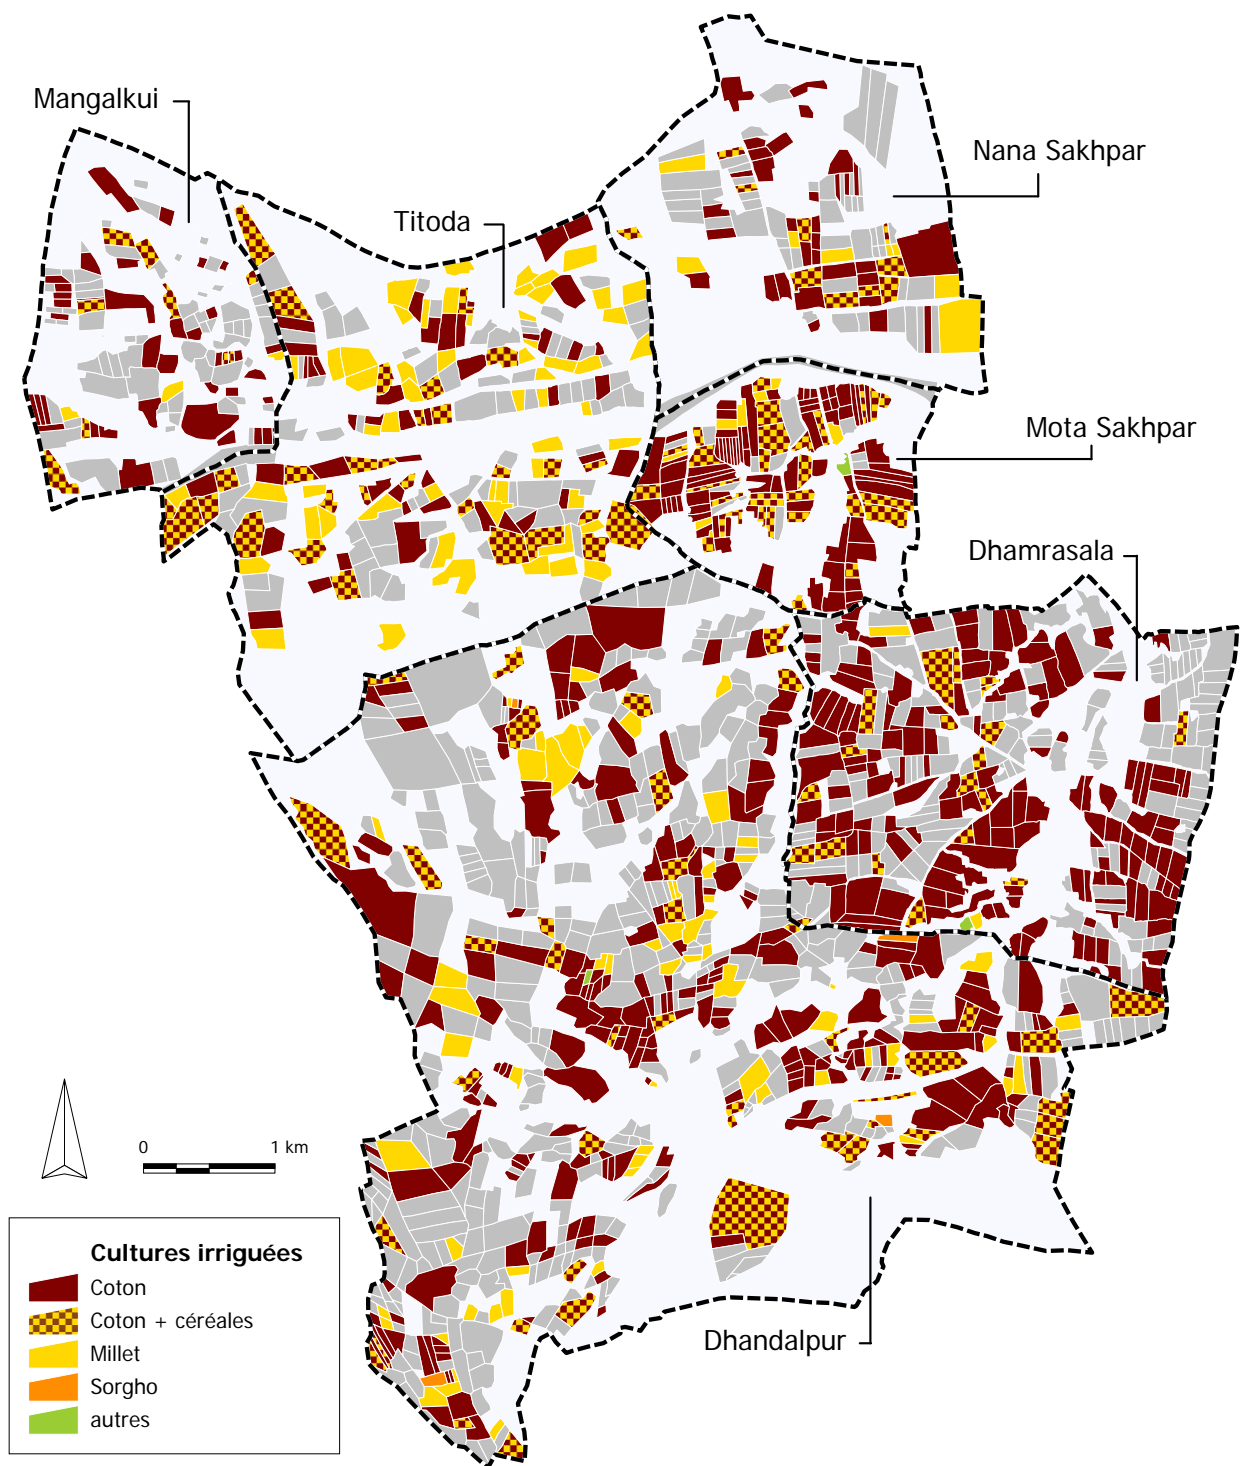 Mangalkui
Nana Sakhpar
Titoda
Mota Sakhpar
Dhamrasala
0 1 km
Cultures irriguées
Coton
Coton + céréales
Millet
Sorgho
autres
Dhandalpur